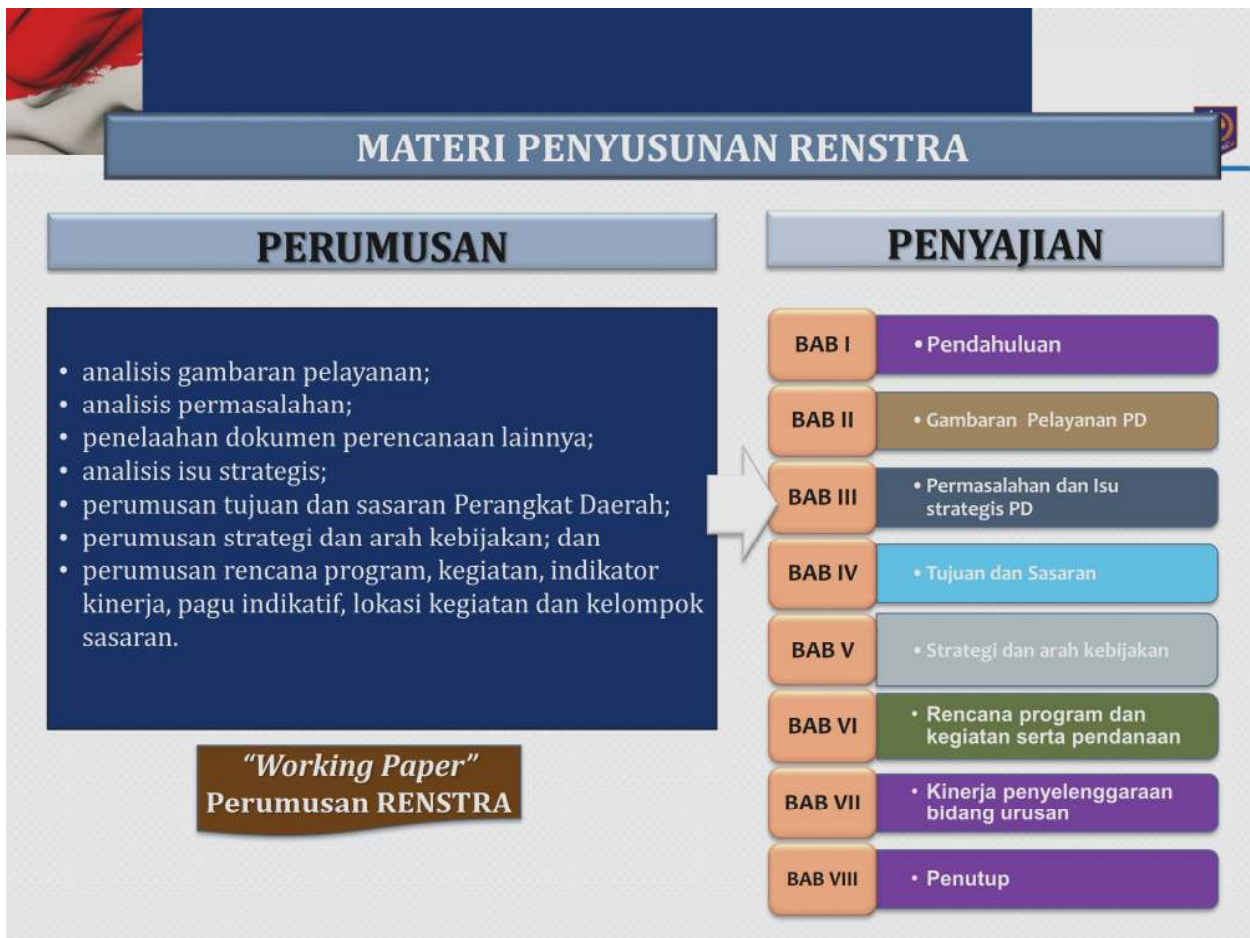 MATERI PENYUSUNAN RENSTRA
PERUMUSAN
• analisis gambaran pelayanan;
• analisis permasalahan;
• penelaahan dokumen perencanaan lainnya;
• analisis isu strategis;
• perumusan tujuan dan sasaran Perangkat Daerah;
• perumusan strategi dan arah kebijakan; dan
• perumusan rencana program, kegiatan, indikator
kinerja, pagu indikatif, lokasi kegiatan dan kelompok
sasaran.
“Working Paper”
Perumusan RENSTRA
PENYAJIAN
BAB I
• Pendahuluan
BAB II
• Gambaran Pelayanan PD
BAB III
• Permasalahan dan Isu
strategis PD
BAB IV
• Tujuan dan Sasaran
BAB V
• Strategi dan arah kebijakan
BAB VI
• Rencana program dan
kegiatan serta pendanaan
BAB VII
• Kinerja penyelenggaraan
bidang urusan
BAB VIII
• Penutup